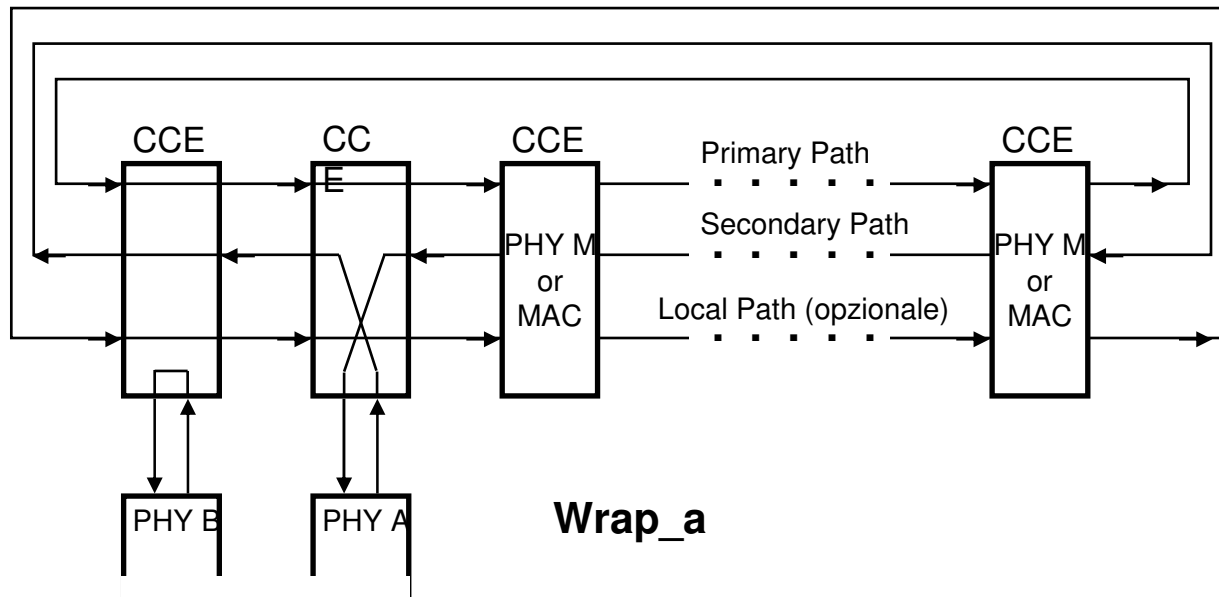 CCE
CC
E
CCE
CCE
Primary Path
Secondary Path
Local Path (opzionale)
PHY M
or
MAC
PHY M
or
MAC
PHY B
PHY A
Wrap_a